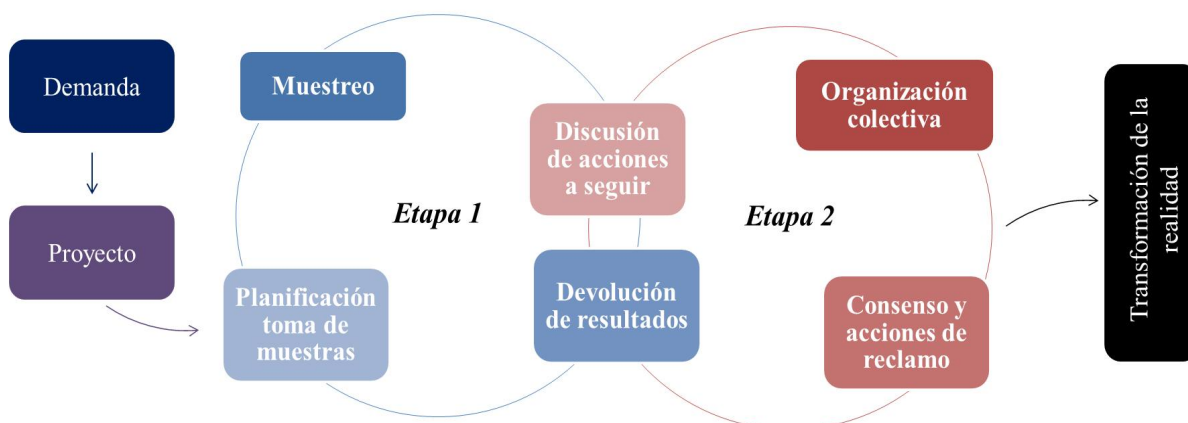 Demanda
Proyecto
Muestreo
Planificación
toma de
muestras
Etapa 1
Discusión
de acciones
a seguir
Devolución
de resultados
Etapa 2
Organización
colectiva
Consenso y
acciones de
reclamo
Transformación de la
realidad